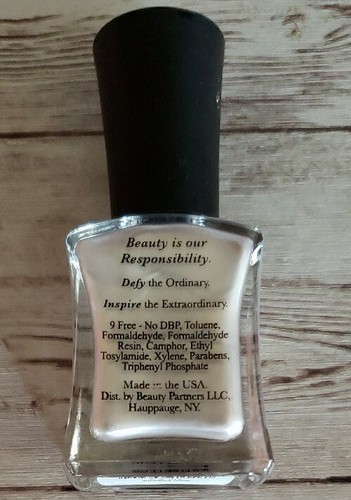 Beauty is our
Responsibility.
Defy the Ordinary.
Inspire the Extraordinary.
9 Free - No DBP, Toluene,
Formaldehyde, Formaldehyde
Resin, Camphor, Ethyl
Tosylamide, Xylene, Parabens,
Triphenyl Phosphate
Made in the USA.
Dist. by Beauty Partners LLC,
Hauppauge, NY.